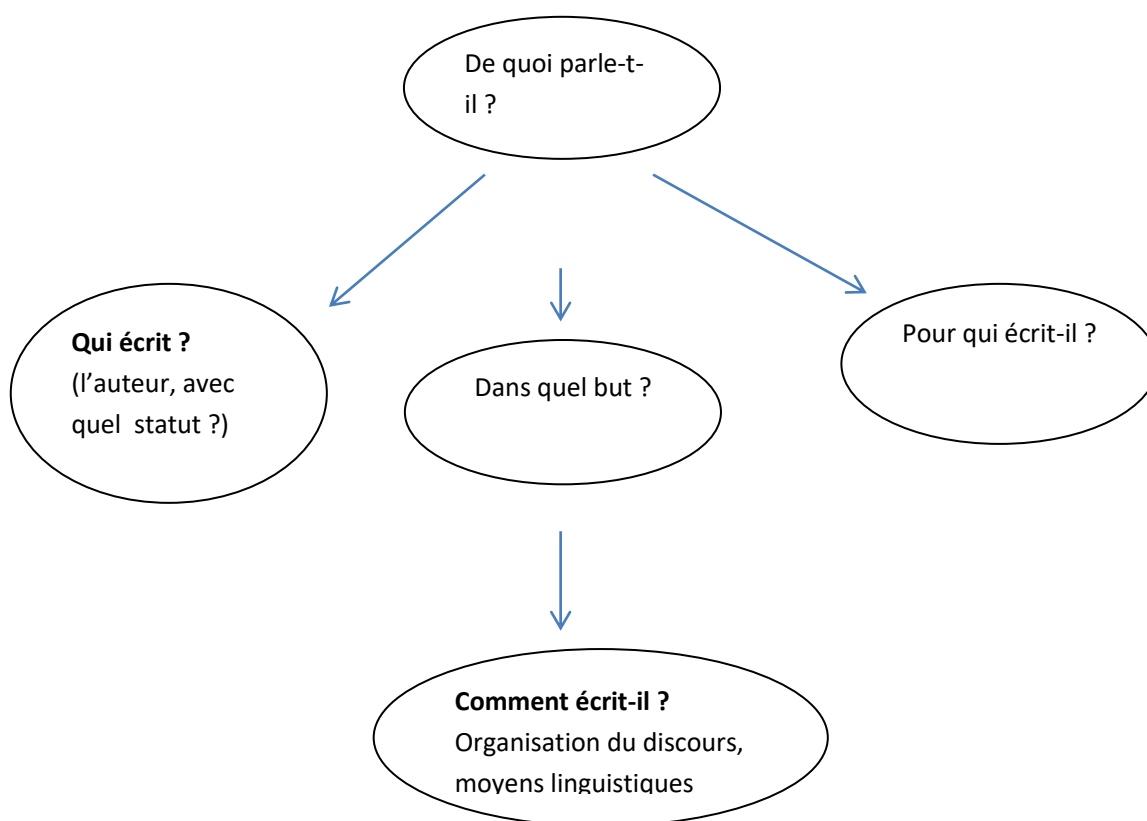 De quoi parle-t-
il ?
Qui écrit ?
(l'auteur, avec
quel statut ?)
Dans quel but ?
Pour qui écrit-il ?
Comment écrit-il ?
Organisation du discours,
moyens linguistiques